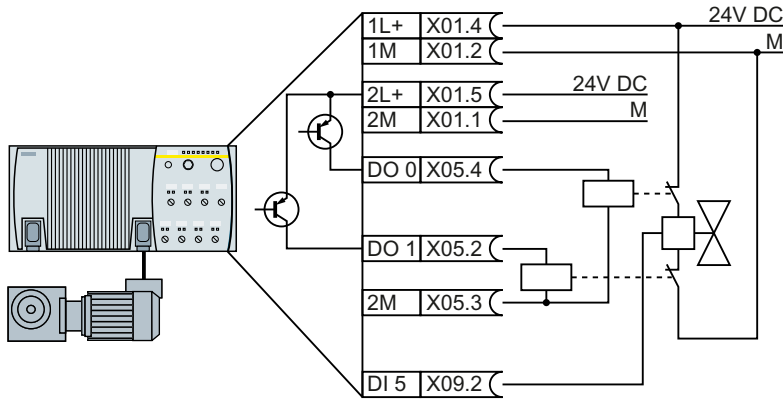 1L+ X01.4 24V DC
1M X01.2 M
2L+ X01.5 24V DC
2M X01.1 M
DO 0 X05.4
DO 1 X05.2
2M X05.3
DI 5 X09.2